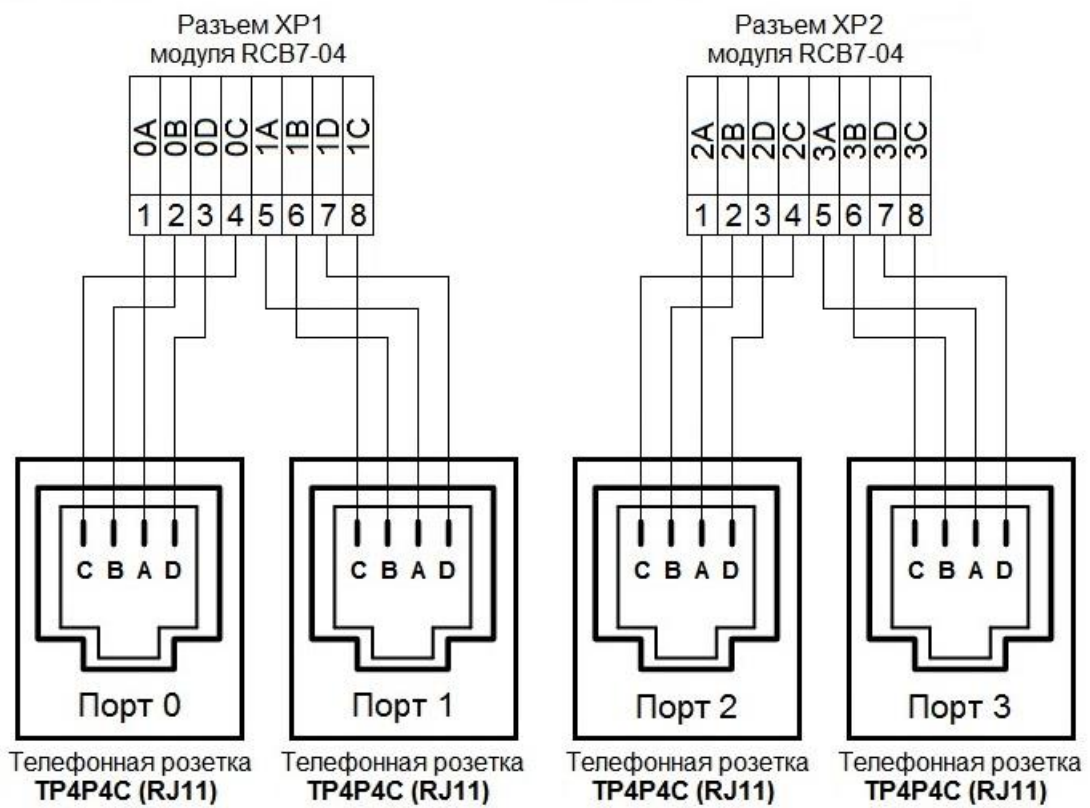 Разъем XP1
модуля RCB7-04
0A 0B 0D 0C 1A 1B 1D 1C
1 2 3 4 5 6 7 8
C B A D
Порт 0
Телефонная розетка
TP4P4C (RJ11)
C B A D
Порт 1
Телефонная розетка
TP4P4C (RJ11)
Разъем XP2
модуля RCB7-04
2A 2B 2D 2C 3A 3B 3D 3C
1 2 3 4 5 6 7 8
C B A D
Порт 2
Телефонная розетка
TP4P4C (RJ11)
C B A D
Порт 3
Телефонная розетка
TP4P4C (RJ11)